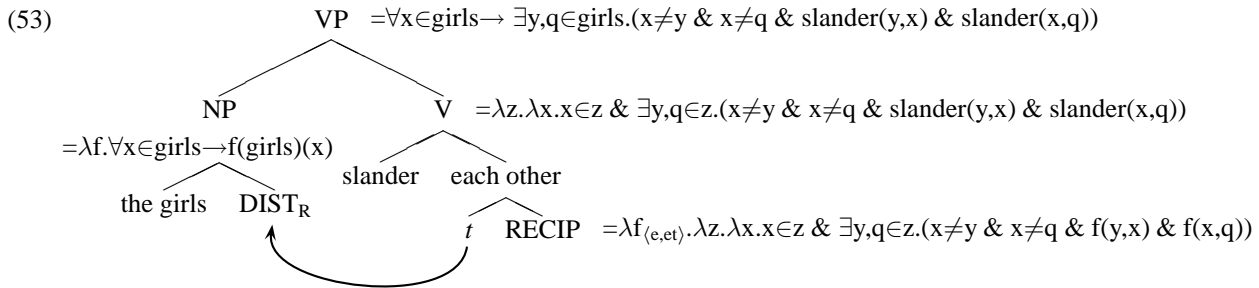 (53) VP =∀x∈girls→ ∃y,q∈girls.(x≠y & x≠q & slander(y,x) & slander(x,q))
NP V =λz.λx.x∈z & ∃y,q∈z.(x≠y & x≠q & slander(y,x) & slander(x,q))
=λf.∀x∈girls→f(girls)(x)
slander each other
the girls DIST_R
t RECIP =λf⟨e,et⟩.λz.λx.x∈z & ∃y,q∈z.(x≠y & x≠q & f(y,x) & f(x,q))